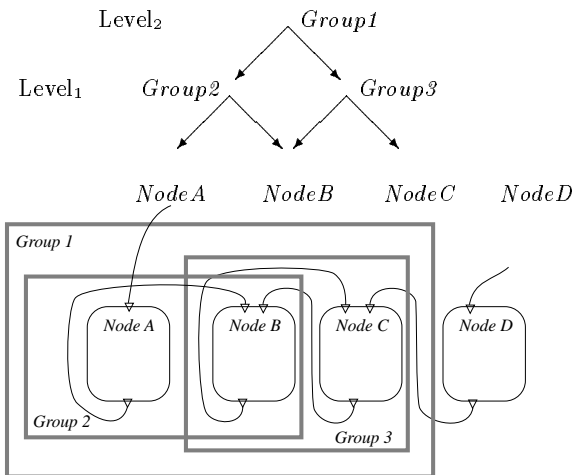 Level₂ Group1
Level₁ Group2 Group3
NodeA NodeB NodeC NodeD
Group 1
Node A Node B Node C Node D
Group 2
Group 3